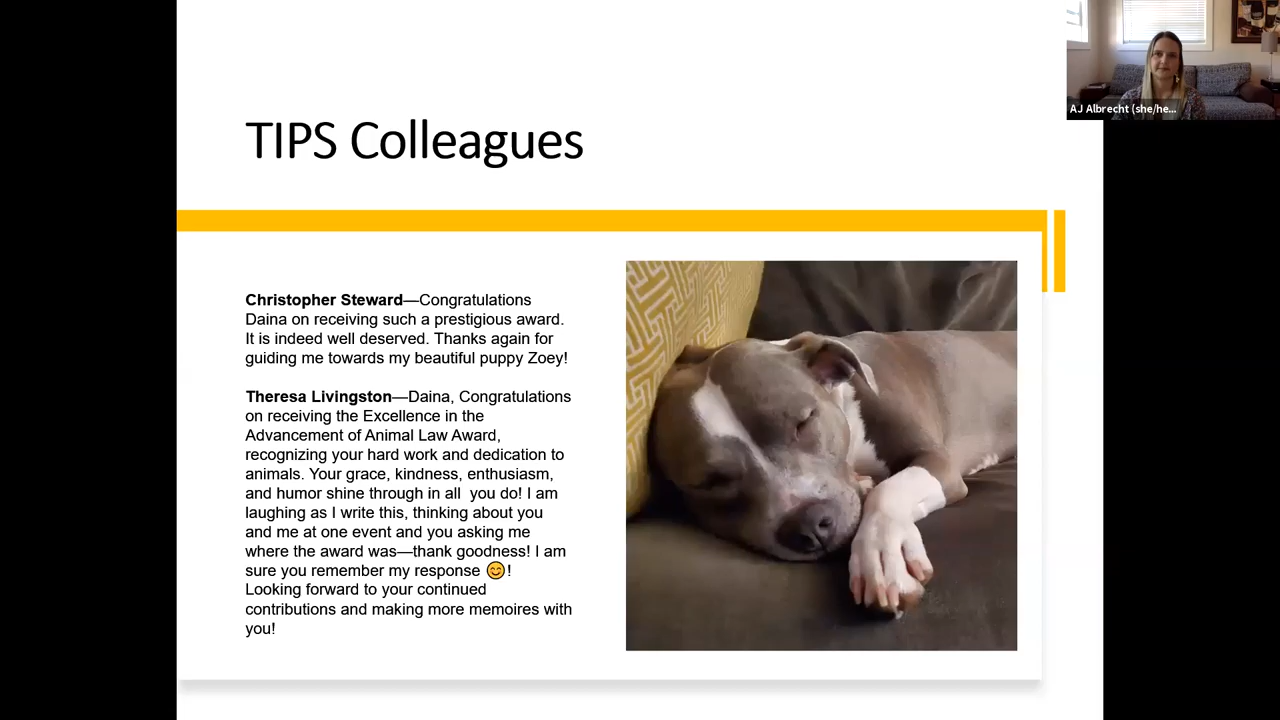 AJ Albrecht (she/he...
TIPS Colleagues
Christopher Steward—Congratulations
Daina on receiving such a prestigious award.
It is indeed well deserved. Thanks again for
guiding me towards my beautiful puppy Zoey!
Theresa Livingston—Daina, Congratulations
on receiving the Excellence in the
Advancement of Animal Law Award,
recognizing your hard work and dedication to
animals. Your grace, kindness, enthusiasm,
and humor shine through in all  you do! I am
laughing as I write this, thinking about you
and me at one event and you asking me
where the award was—thank goodness! I am
sure you remember my response 😊!
Looking forward to your continued
contributions and making more memoires with
you!